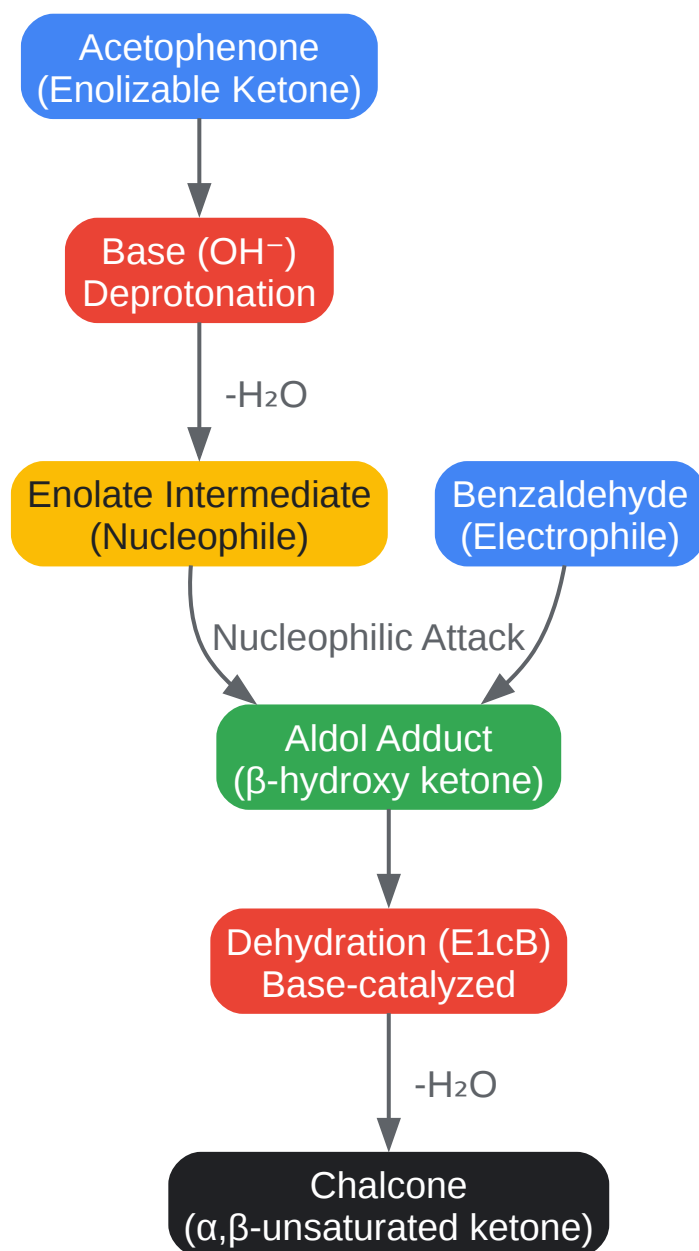 Acetophenone
(Enolizable Ketone)
Base (OH⁻)
Deprotonation
-H₂O
Enolate Intermediate
(Nucleophile)
Benzaldehyde
(Electrophile)
Nucleophilic Attack
Aldol Adduct
(β-hydroxy ketone)
Dehydration (E1cB)
Base-catalyzed
-H₂O
Chalcone
(α,β-unsaturated ketone)